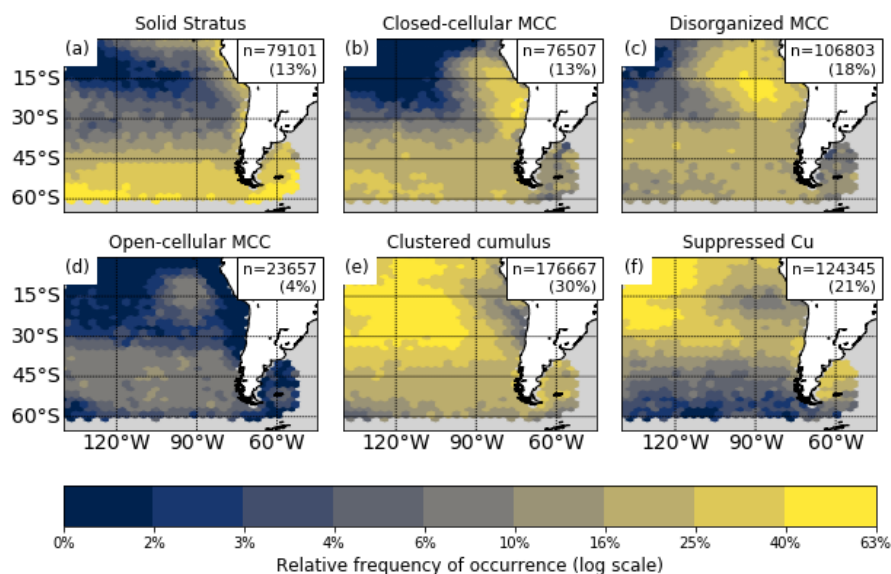 Solid Stratus Closed-cellular MCC Disorganized MCC
(a) n=79101 (b) n=76507 (c) n=106803
(13%) (13%) (18%)
15°S
30°S
45°S
60°S
Open-cellular MCC Clustered cumulus Suppressed Cu
(d) n=23657 (e) n=176667 (f) n=124345
(4%) (30%) (21%)
15°S
30°S
45°S
60°S
120°W 90°W 60°W 120°W 90°W 60°W 120°W 90°W 60°W
0% 2% 3% 4% 6% 10% 16% 25% 40% 63%
Relative frequency of occurrence (log scale)